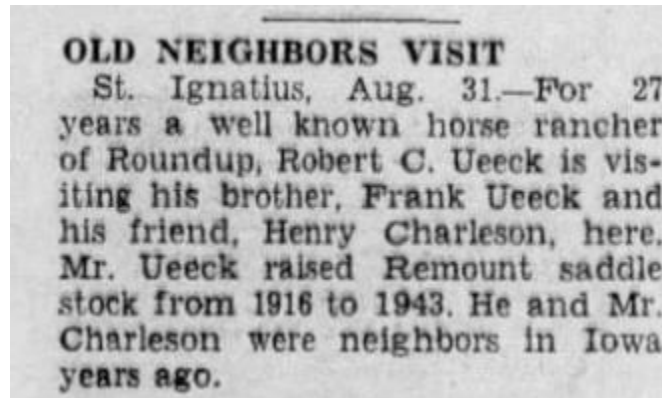 OLD NEIGHBORS VISIT
St. Ignatius, Aug. 31.—For 27
years a well known horse rancher
of Roundup, Robert C. Ueeck is vis-
iting his brother, Frank Ueeck and
his friend, Henry Charleson, here.
Mr. Ueeck raised Remount saddle
stock from 1916 to 1943. He and Mr.
Charleson were neighbors in Iowa
years ago.